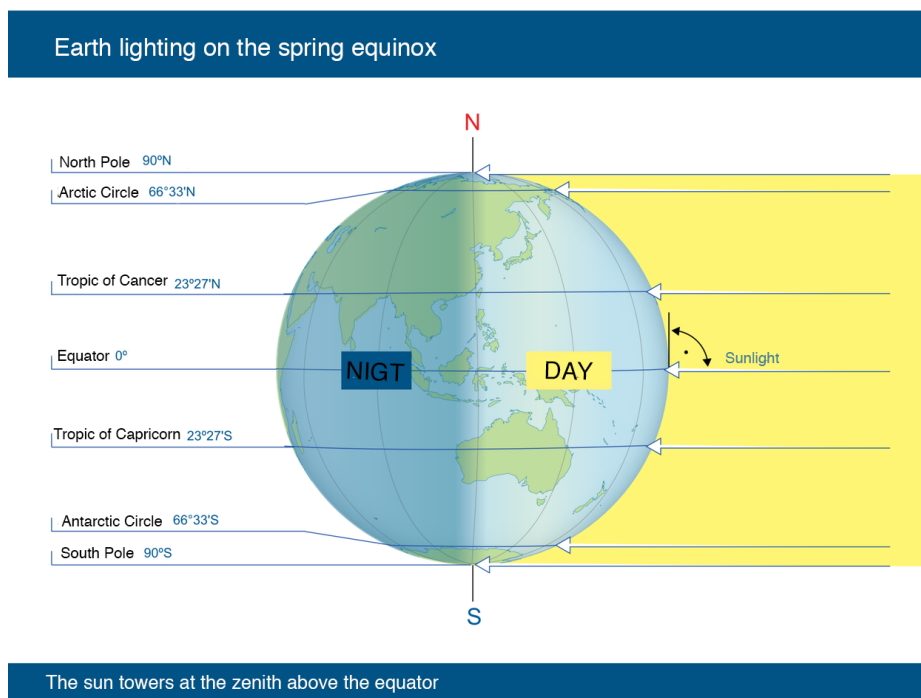 Earth lighting on the spring equinox
N
North Pole 90ºN
Arctic Circle 66°33'N
Tropic of Cancer 23º27'N
Equator 0º
Sunlight
NIGT
DAY
Tropic of Capricorn 23º27'S
Antarctic Circle 66°33'S
South Pole 90ºS
S
The sun towers at the zenith above the equator